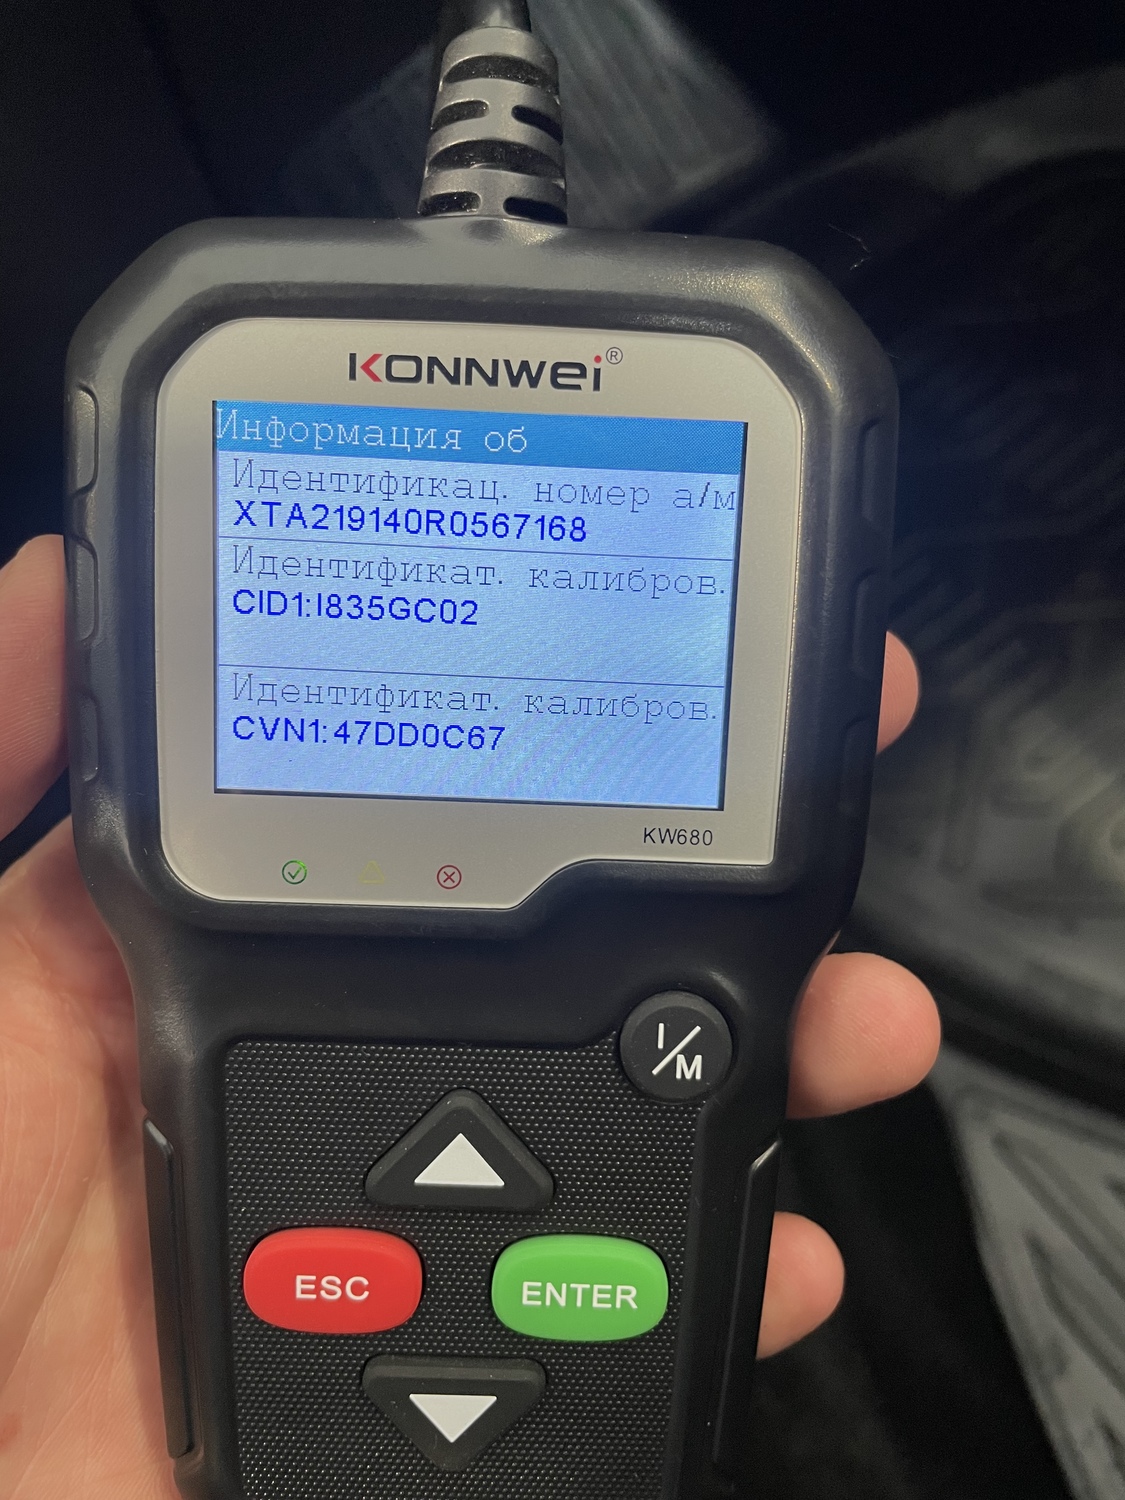 KONNWEI®
Информация об
Идентификац. номер а/м
XTA219140R0567168
Идентификат. калибров.
CID1:I835GC02
Идентификат. калибров.
CVN1:47DD0C67
KW680
I/M
ESC
ENTER